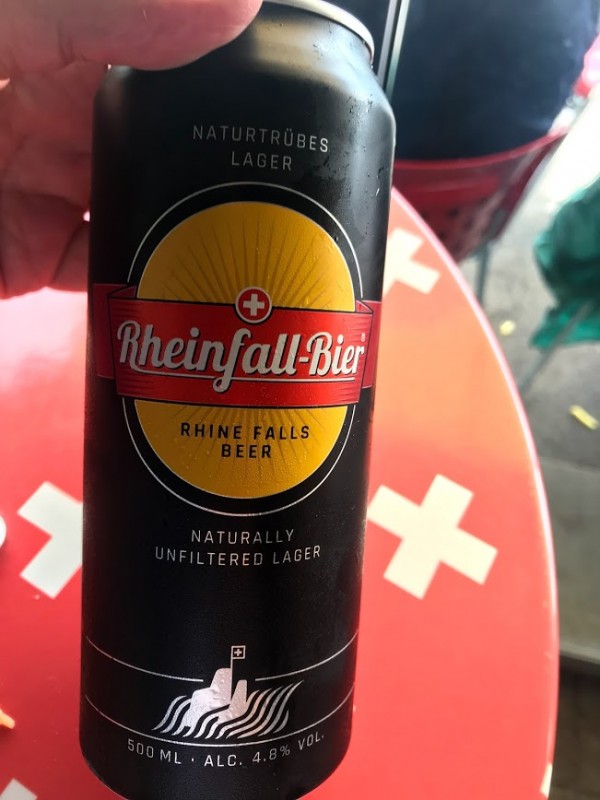 NATURTRÜBES
LAGER
Rheinfall-Bier
RHINE FALLS
BEER
NATURALLY
UNFILTERED LAGER
500 ML · ALC. 4.8% VOL.